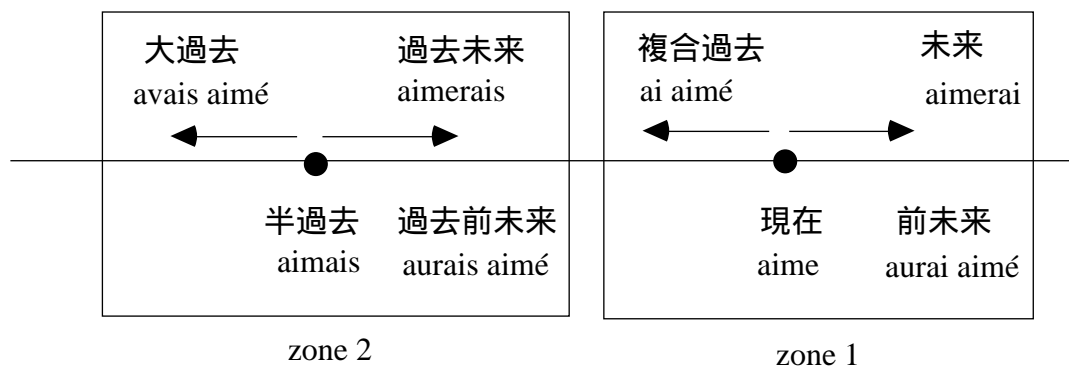 大過去 過去未来 複合過去 未来
avais aimé aimerais ai aimé aimerai
半過去 過去前未来 現在 前未来
aimais aurais aimé aime aurai aimé
zone 2 zone 1